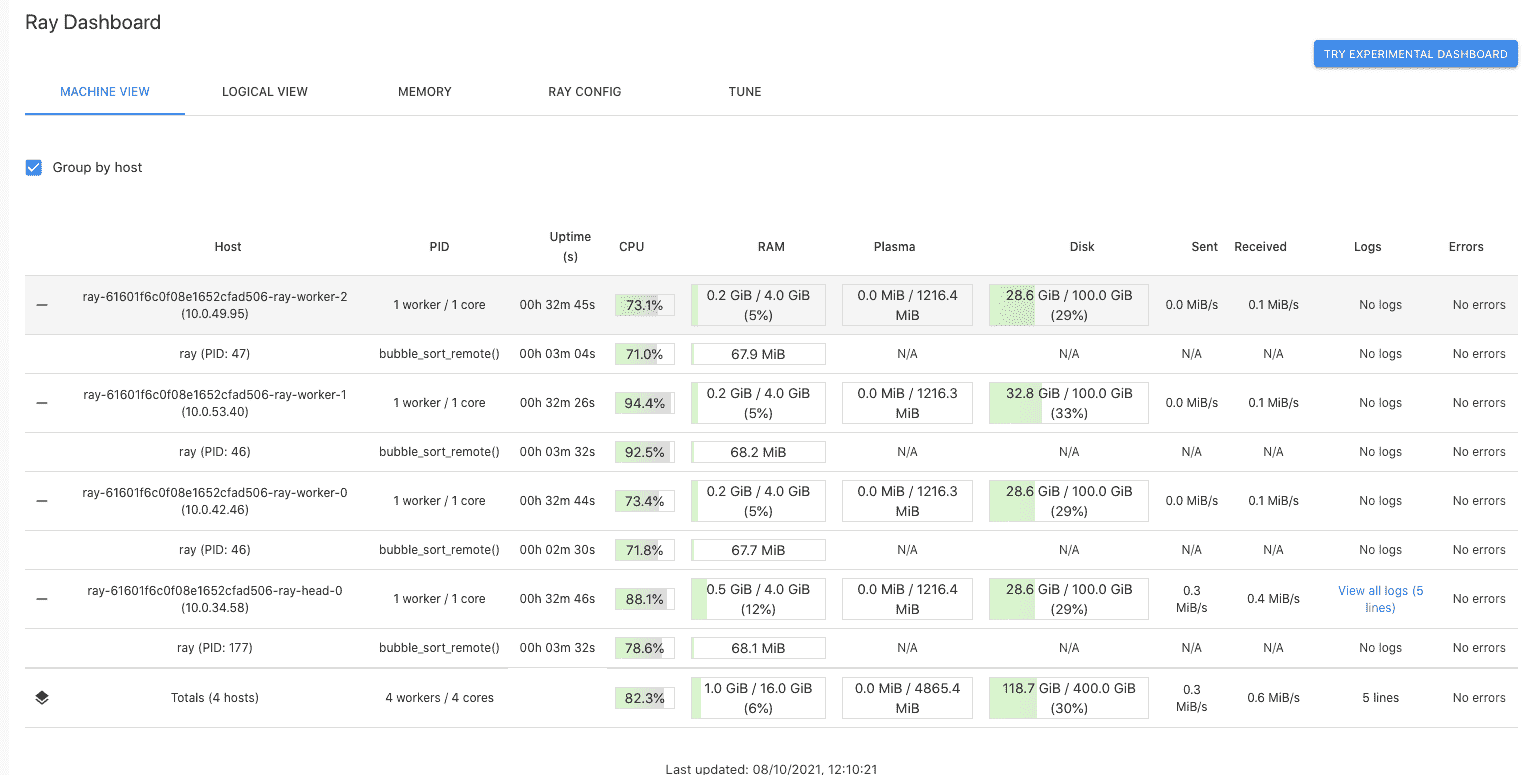 Ray Dashboard
TRY EXPERIMENTAL DASHBOARD
MACHINE VIEW LOGICAL VIEW MEMORY RAY CONFIG TUNE
Group by host
Host PID Uptime (s) CPU RAM Plasma Disk Sent Received Logs Errors
ray-61601f6c0f08e1652cfad506-ray-worker-2 (10.0.49.95) 1 worker / 1 core 00h 32m 45s 73.1% 0.2 GiB / 4.0 GiB (5%) 0.0 MiB / 1216.4 MiB 28.6 GiB / 100.0 GiB (29%) 0.0 MiB/s 0.1 MiB/s No logs No errors
ray (PID: 47) bubble_sort_remote() 00h 03m 04s 71.0% 67.9 MiB N/A N/A N/A N/A No logs No errors
ray-61601f6c0f08e1652cfad506-ray-worker-1 (10.0.53.40) 1 worker / 1 core 00h 32m 26s 94.4% 0.2 GiB / 4.0 GiB (5%) 0.0 MiB / 1216.3 MiB 32.8 GiB / 100.0 GiB (33%) 0.0 MiB/s 0.1 MiB/s No logs No errors
ray (PID: 46) bubble_sort_remote() 00h 03m 32s 92.5% 68.2 MiB N/A N/A N/A N/A No logs No errors
ray-61601f6c0f08e1652cfad506-ray-worker-0 (10.0.42.46) 1 worker / 1 core 00h 32m 44s 73.4% 0.2 GiB / 4.0 GiB (5%) 0.0 MiB / 1216.3 MiB 28.6 GiB / 100.0 GiB (29%) 0.0 MiB/s 0.1 MiB/s No logs No errors
ray (PID: 46) bubble_sort_remote() 00h 02m 30s 71.8% 67.7 MiB N/A N/A N/A N/A No logs No errors
ray-61601f6c0f08e1652cfad506-ray-head-0 (10.0.34.58) 1 worker / 1 core 00h 32m 46s 88.1% 0.5 GiB / 4.0 GiB (12%) 0.0 MiB / 1216.4 MiB 28.6 GiB / 100.0 GiB (29%) 0.3 MiB/s 0.4 MiB/s View all logs (5 lines) No errors
ray (PID: 177) bubble_sort_remote() 00h 03m 32s 78.6% 68.1 MiB N/A N/A N/A N/A No logs No errors
Totals (4 hosts) 4 workers / 4 cores 82.3% 1.0 GiB / 16.0 GiB (6%) 0.0 MiB / 4865.4 MiB 118.7 GiB / 400.0 GiB (30%) 0.3 MiB/s 0.6 MiB/s 5 lines No errors
Last updated: 08/10/2021, 12:10:21